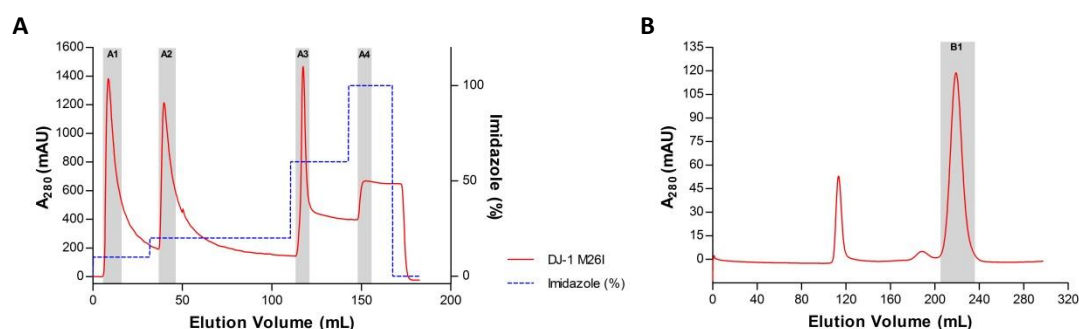 A
A1
A2
A3
A4
1600
1400
1200
1000
800
600
400
200
0
100
50
0
0
50
100
150
200
A280 (mAU)
Imidazole (%)
Elution Volume (mL)
DJ-1 M26I
Imidazole (%)
B
B1
135
120
105
90
75
60
45
30
15
0
0
40
80
120
160
200
240
280
320
A280 (mAU)
Elution Volume (mL)